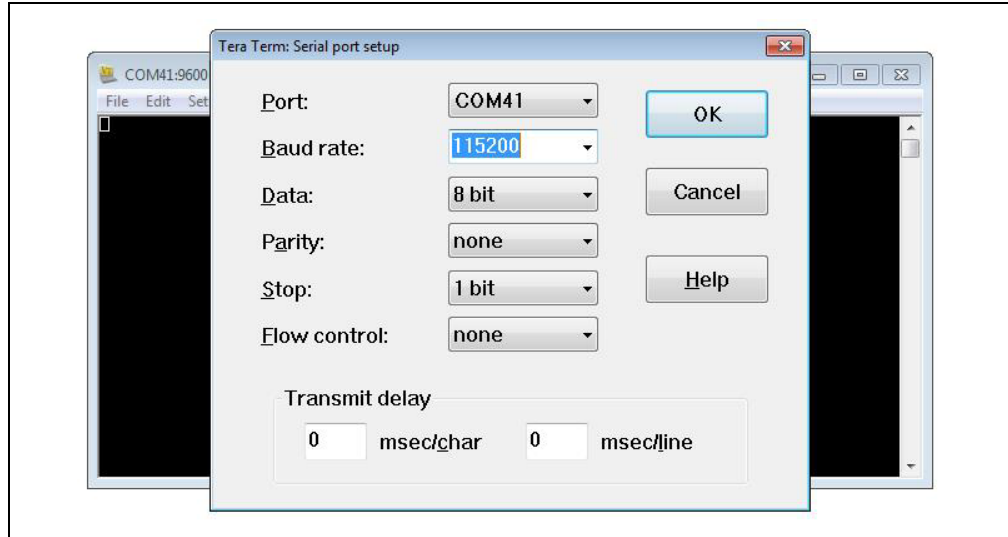 Tera Term: Serial port setup
COM41:9600
File Edit Set
Port: COM41
OK
Baud rate: 115200
Data: 8 bit
Cancel
Parity: none
Stop: 1 bit
Help
Flow control: none
Transmit delay
0 msec/char 0 msec/line